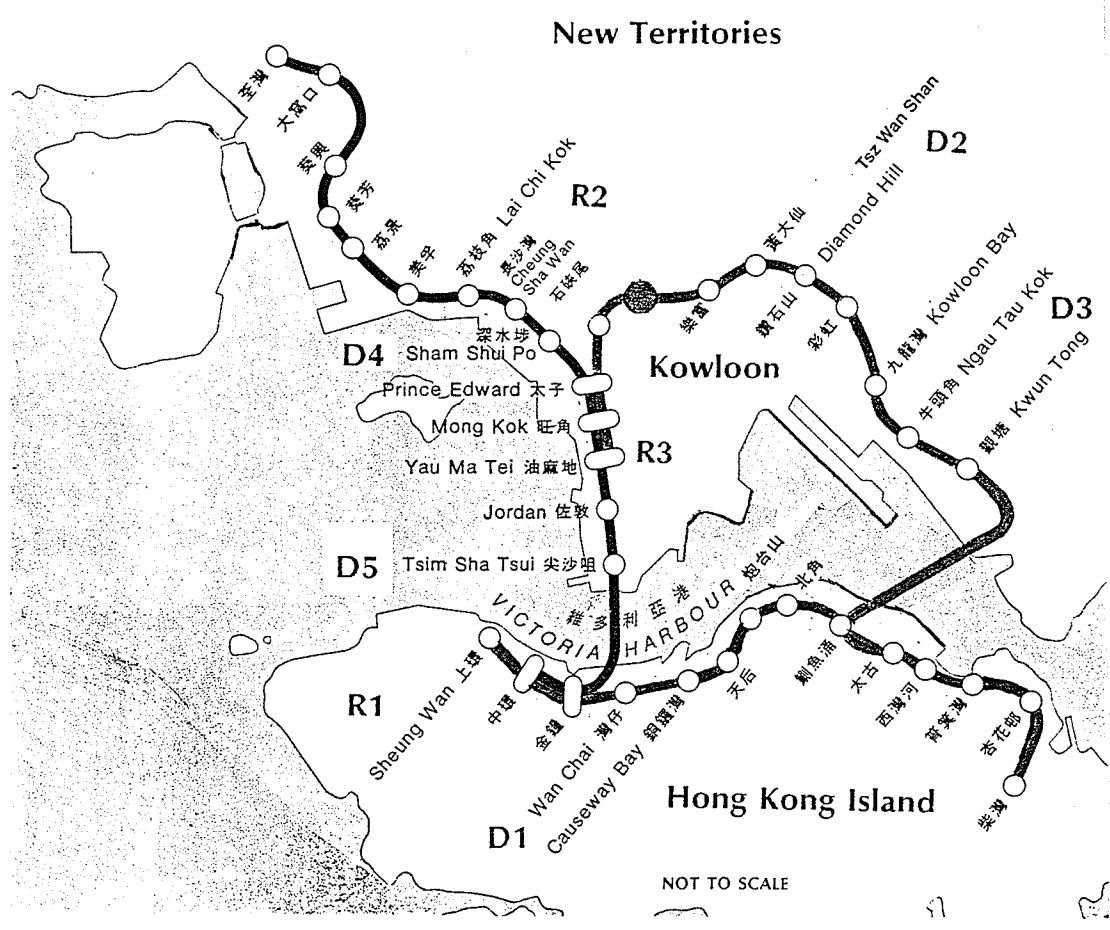 New Territories
荃灣
大窩口
葵興
葵芳
荔景
美孚
荔枝角 Lai Chi Kok
R2
長沙灣
Cheung
Sha Wan
石硤尾
Tsz Wan Shan
D2
黃大仙
Diamond Hill
樂富
鑽石山
彩虹
九龍灣 Kowloon Bay
牛頭角 Ngau Tau Kok
D3
觀塘 Kwun Tong
深水埗
D4
Sham Shui Po
Kowloon
Prince Edward 太子
Mong Kok 旺角
R3
Yau Ma Tei 油麻地
Jordan 佐敦
D5
Tsim Sha Tsui 尖沙咀
VICTORIA HARBOUR
維多利亞港
炮台山
北角
R1
Sheung Wan 上環
中環
金鐘
Wan Chai 灣仔
Causeway Bay 銅鑼灣
天后
鰂魚涌
太古
西灣河
筲箕灣
杏花邨
柴灣
D1
Hong Kong Island
NOT TO SCALE